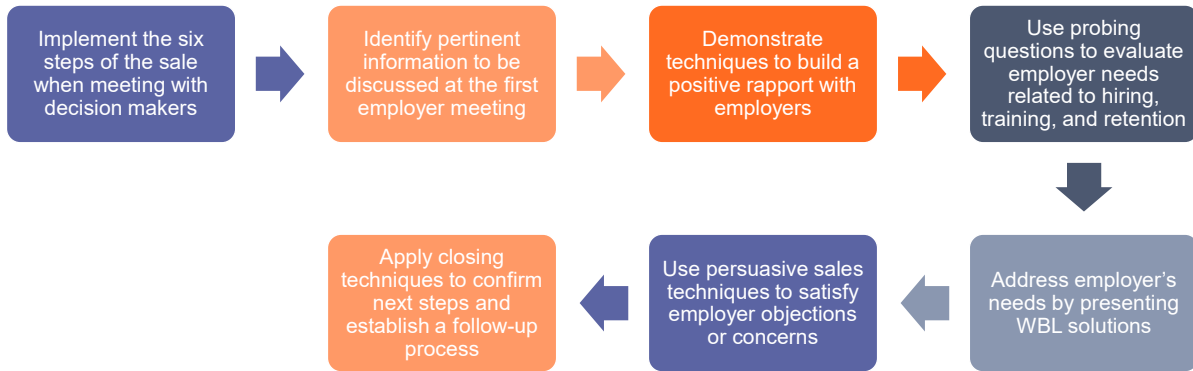 Implement the six
steps of the sale
when meeting with
decision makers
Identify pertinent
information to be
discussed at the first
employer meeting
Demonstrate
techniques to build a
positive rapport with
employers
Use probing
questions to evaluate
employer needs
related to hiring,
training, and retention
Address employer's
needs by presenting
WBL solutions
Use persuasive sales
techniques to satisfy
employer objections
or concerns
Apply closing
techniques to confirm
next steps and
establish a follow-up
process